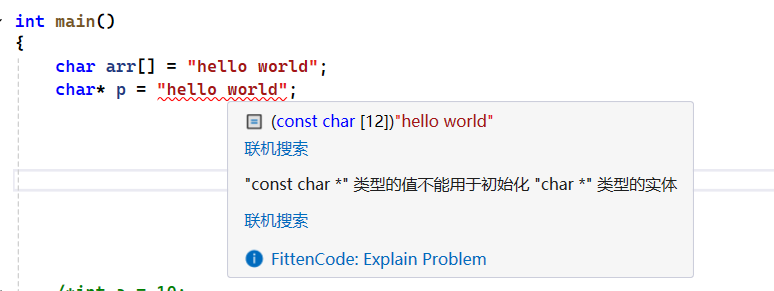 int main()
{
char arr[] = "hello world";
char* p = "hello world";
(const char [12])"hello world"
联机搜索
"const char *" 类型的值不能用于初始化 "char *" 类型的实体
联机搜索
FittenCode: Explain Problem